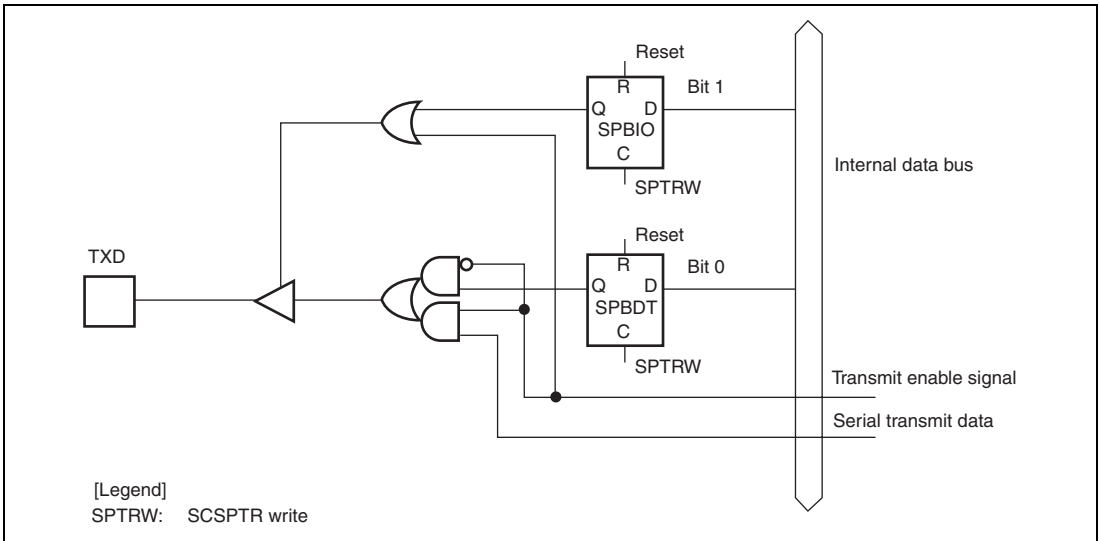 Reset
R
Bit 1
Q D
SPBIO
C
SPTRW
Internal data bus
Reset
R
Bit 0
Q D
SPBDT
C
SPTRW
TXD
Transmit enable signal
Serial transmit data
[Legend]
SPTRW: SCSPTR write